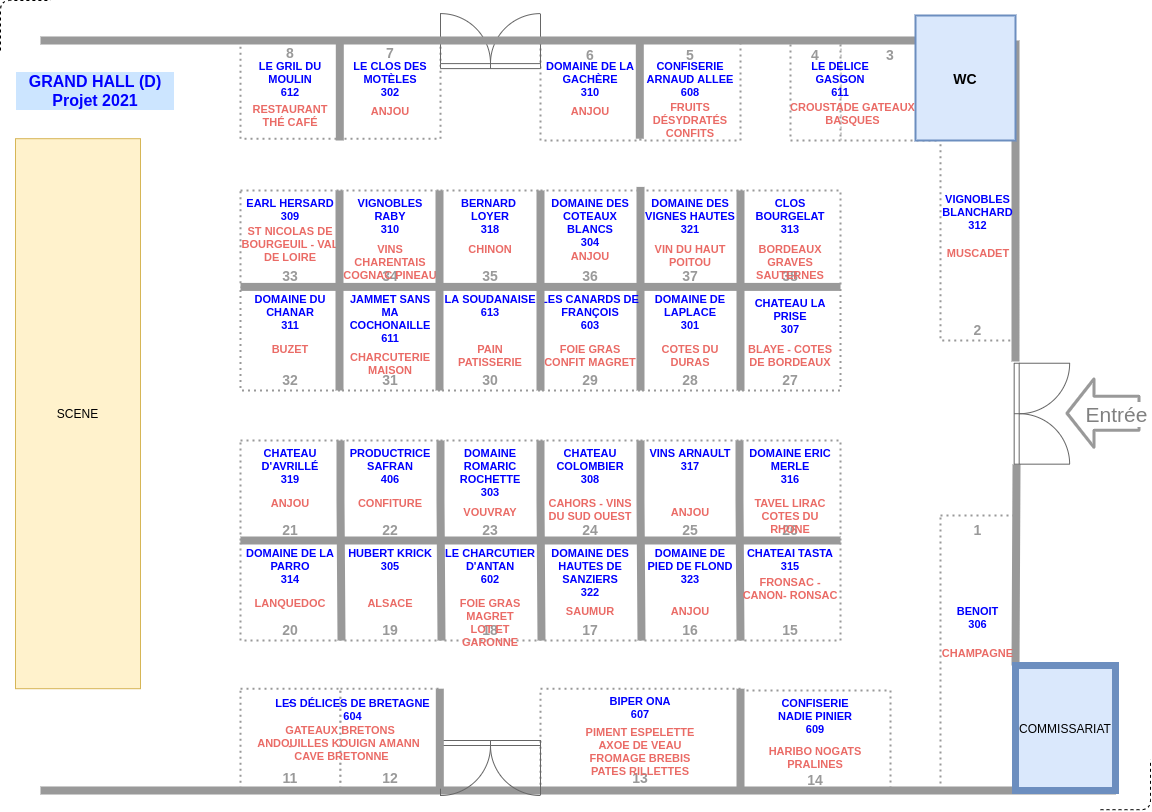 GRAND HALL (D)
Projet 2021
SCENE
8
LE GRIL DU
MOULIN
612
RESTAURANT
THÉ CAFÉ
7
LE CLOS DES
MOTÈLES
302
ANJOU
6
DOMAINE DE LA
GACHÈRE
310
ANJOU
5
CONFISERIE
ARNAUD ALLEE
608
FRUITS
DÉSYDRATÉS
CONFITS
4
3
LE DÉLICE
GASGON
611
CROUSTADE GATEAUX
BASQUES
WC
EARL HERSARD
309
ST NICOLAS DE
BOURGEUIL - VAL
DE LOIRE
33
VIGNOBLES
RABY
310
VINS
CHARENTAIS
COGNAC PINEAU
34
BERNARD
LOYER
318
CHINON
35
DOMAINE DES
COTEAUX
BLANCS
304
ANJOU
36
DOMAINE DES
VIGNES HAUTES
321
VIN DU HAUT
POITOU
37
CLOS
BOURGELAT
313
BORDEAUX
GRAVES
SAUTERNES
38
VIGNOBLES
BLANCHARD
312
MUSCADET
2
DOMAINE DU
CHANAR
311
BUZET
32
JAMMET SANS
MA
COCHONAILLE
611
CHARCUTERIE
MAISON
31
LA SOUDANAISE
613
PAIN
PATISSERIE
30
LES CANARDS DE
FRANÇOIS
603
FOIE GRAS
CONFIT MAGRET
29
DOMAINE DE
LAPLACE
301
COTES DU
DURAS
28
CHATEAU LA
PRISE
307
BLAYE - COTES
DE BORDEAUX
27
Entrée
CHATEAU
D'AVRILLÉ
319
ANJOU
21
PRODUCTRICE
SAFRAN
406
CONFITURE
22
DOMAINE
ROMARIC
ROCHETTE
303
VOUVRAY
23
CHATEAU
COLOMBIER
308
CAHORS - VINS
DU SUD OUEST
24
VINS ARNAULT
317
ANJOU
25
DOMAINE ERIC
MERLE
316
TAVEL LIRAC
COTES DU
RHONE
26
1
BENOIT
306
CHAMPAGNE
DOMAINE DE LA
PARRO
314
LANQUEDOC
20
HUBERT KRICK
305
ALSACE
19
LE CHARCUTIER
D'ANTAN
602
FOIE GRAS
MAGRET
LOT ET
GARONNE
18
DOMAINE DES
HAUTES DE
SANZIERS
322
SAUMUR
17
DOMAINE DE
PIED DE FLOND
323
ANJOU
16
CHATEAI TASTA
315
FRONSAC -
CANON- RONSAC
15
LES DÉLICES DE BRETAGNE
604
GATEAUX BRETONS
ANDOUILLES KOUIGN AMANN
CAVE BRETONNE
11
12
BIPER ONA
607
PIMENT ESPELETTE
AXOE DE VEAU
FROMAGE BREBIS
PATES RILLETTES
13
CONFISERIE
NADIE PINIER
609
HARIBO NOGATS
PRALINES
14
COMMISSARIAT